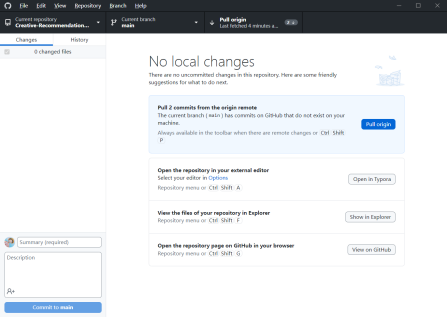 File Edit View Repository Branch Help
Current repository
Creative-Recommendation...
Current branch
main
Pull origin
Last fetched 4 minutes a...
2
Changes
History
0 changed files
No local changes
There are no uncommitted changes in this repository. Here are some friendly
suggestions for what to do next.
Pull 2 commits from the origin remote
The current branch (main) has commits on GitHub that do not exist on your
machine.
Always available in the toolbar when there are remote changes or Ctrl Shift
P
Pull origin
Open the repository in your external editor
Select your editor in Options
Repository menu or Ctrl Shift A
Open in Typora
View the files of your repository in Explorer
Repository menu or Ctrl Shift F
Show in Explorer
Open the repository page on GitHub in your browser
Repository menu or Ctrl Shift G
View on GitHub
Summary (required)
Description
Commit to main